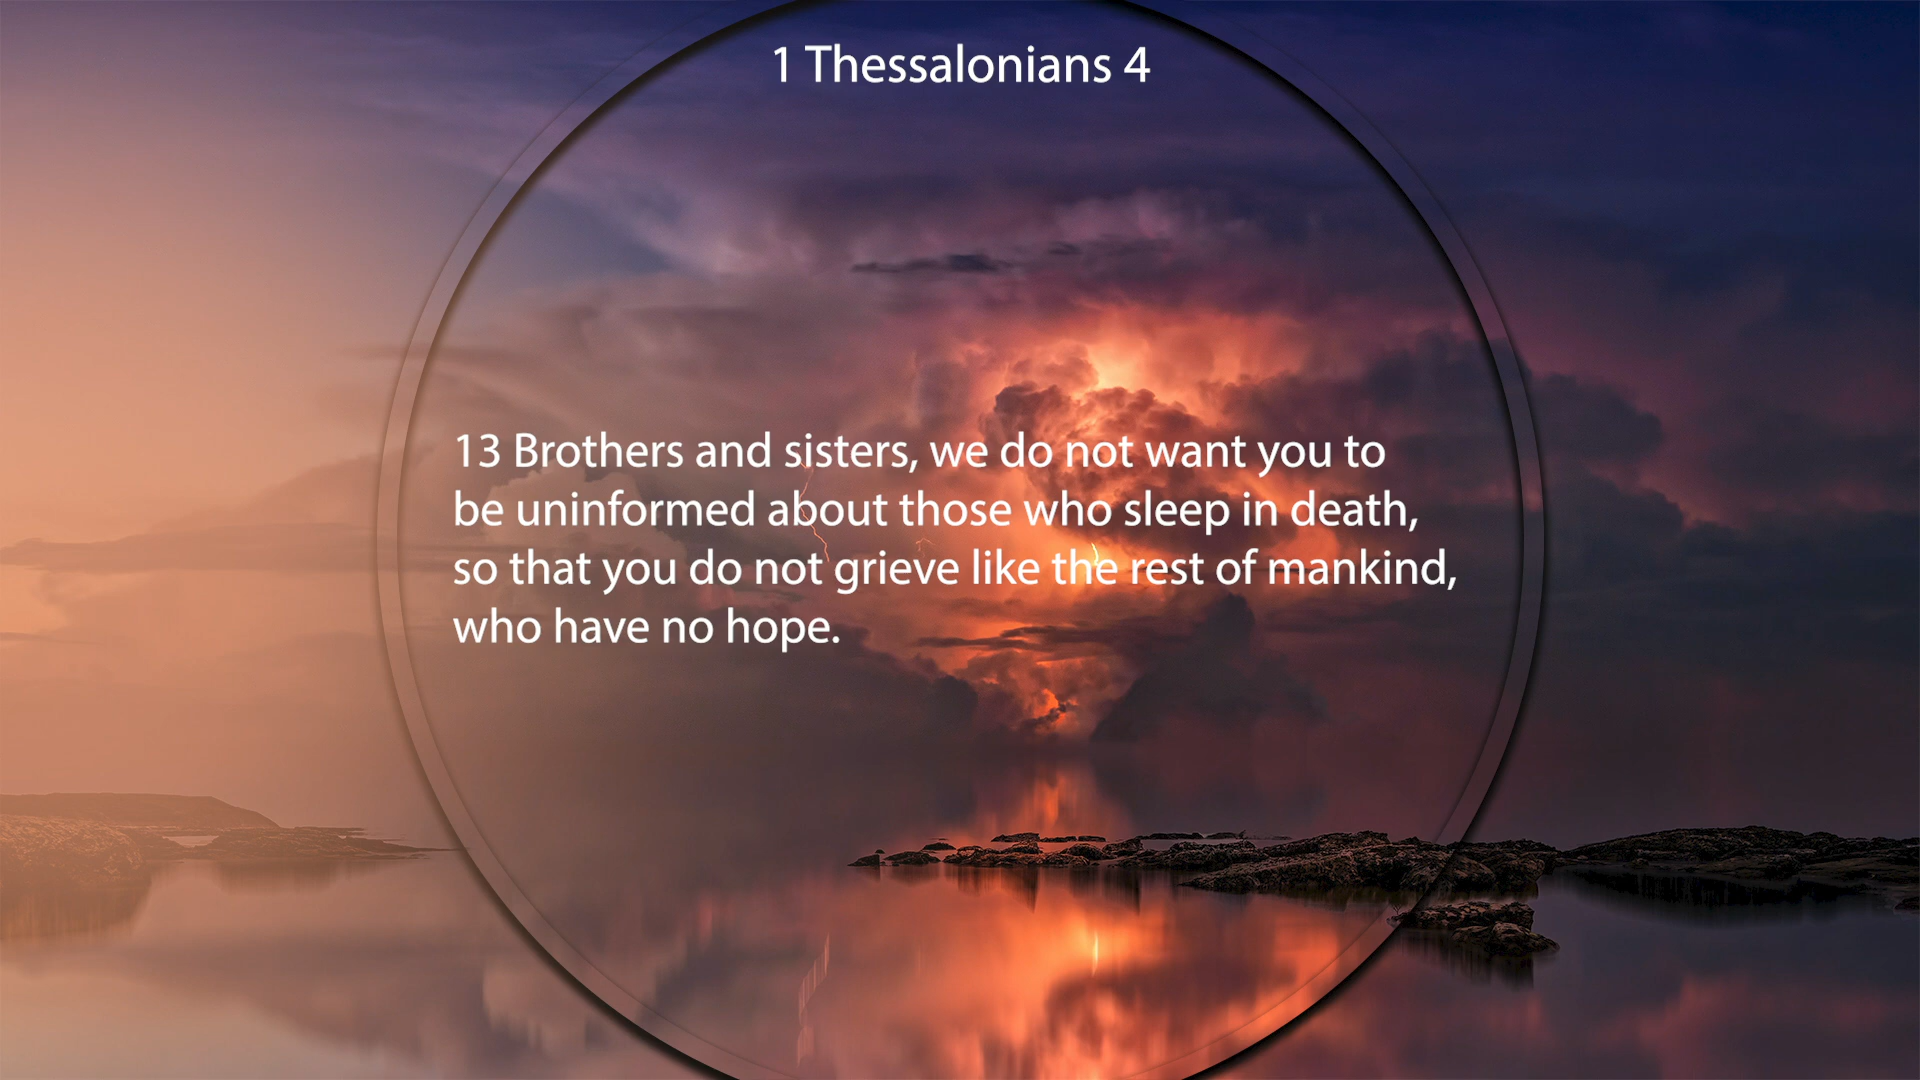 1 Thessalonians 4
13 Brothers and sisters, we do not want you to
be uninformed about those who sleep in death,
so that you do not grieve like the rest of mankind,
who have no hope.